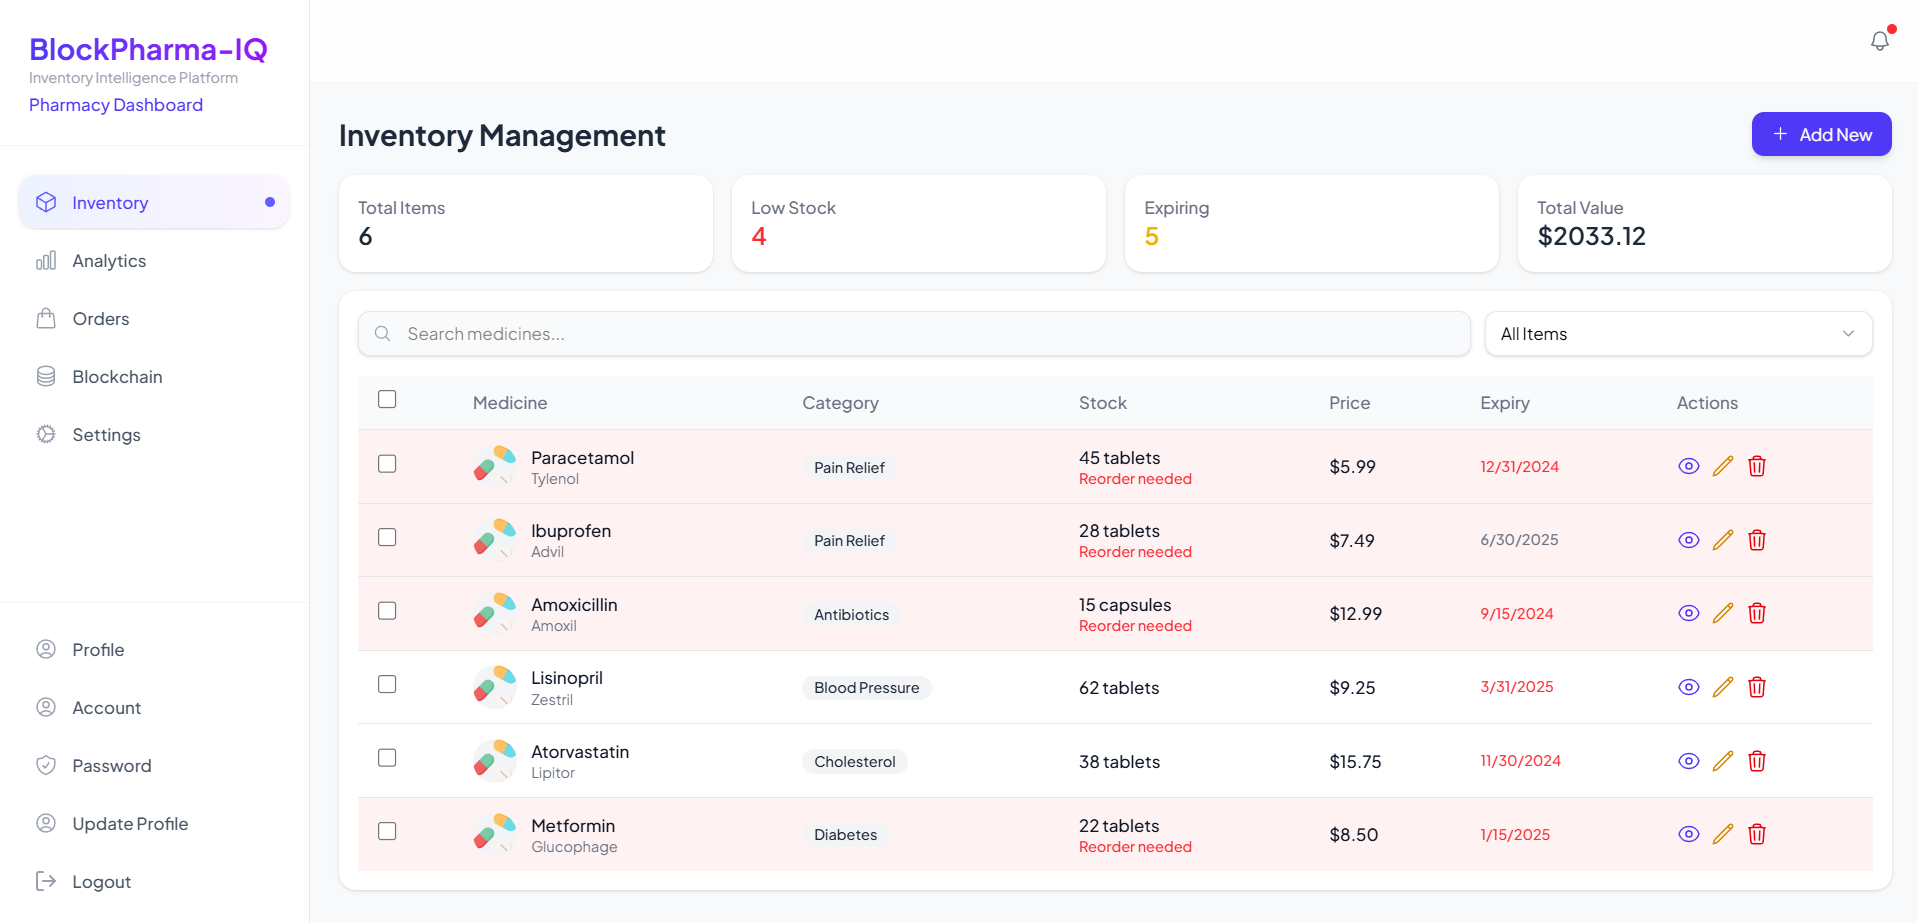 BlockPharma-IQ
Inventory Intelligence Platform
Pharmacy Dashboard
Inventory
Analytics
Orders
Blockchain
Settings
Profile
Account
Password
Update Profile
Logout
Inventory Management
Add New
Total Items
6
Low Stock
4
Expiring
5
Total Value
$2033.12
Search medicines...
All Items
Medicine Category Stock Price Expiry Actions
Paracetamol
Tylenol
Pain Relief
45 tablets
Reorder needed
$5.99
12/31/2024
Ibuprofen
Advil
Pain Relief
28 tablets
Reorder needed
$7.49
6/30/2025
Amoxicillin
Amoxil
Antibiotics
15 capsules
Reorder needed
$12.99
9/15/2024
Lisinopril
Zestril
Blood Pressure
62 tablets
$9.25
3/31/2025
Atorvastatin
Lipitor
Cholesterol
38 tablets
$15.75
11/30/2024
Metformin
Glucophage
Diabetes
22 tablets
Reorder needed
$8.50
1/15/2025